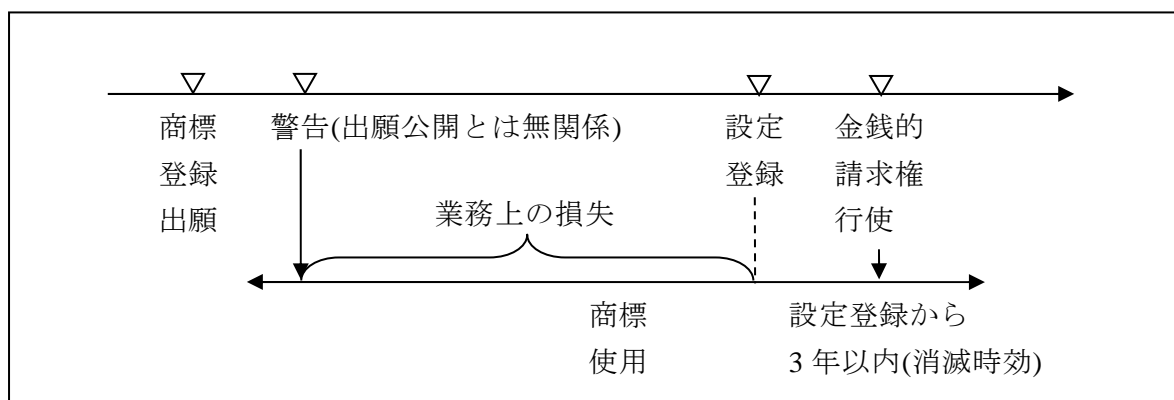 商標
登録
出願
警告(出願公開とは無関係)
設定
登録
金銭的
請求権
行使
業務上の損失
商標
使用
設定登録から
3年以内(消滅時効)